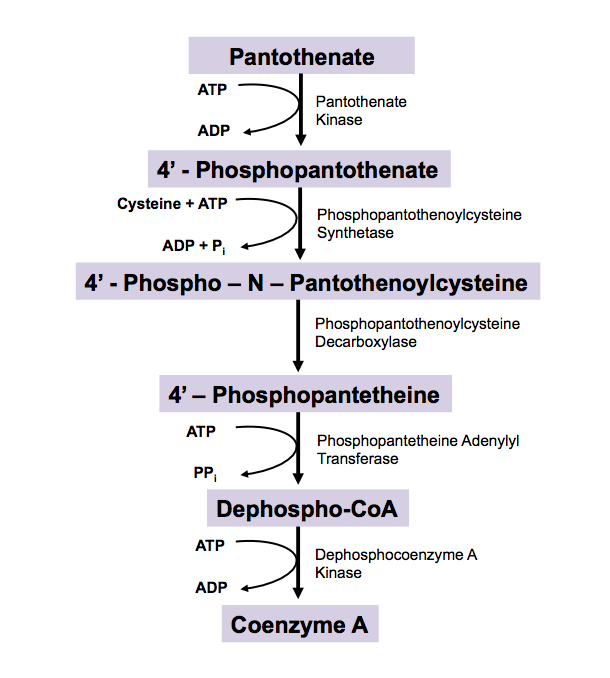 Pantothenate
ATP
Pantothenate
Kinase
ADP
4’ - Phosphopantothenate
Cysteine + ATP
Phosphopantothenoylcysteine
Synthetase
ADP + Pi
4’ - Phospho – N – Pantothenoylcysteine
Phosphopantothenoylcysteine
Decarboxylase
4’ – Phosphopantetheine
ATP
Phosphopantetheine Adenylyl
Transferase
PPi
Dephospho-CoA
ATP
Dephosphocoenzyme A
Kinase
ADP
Coenzyme A